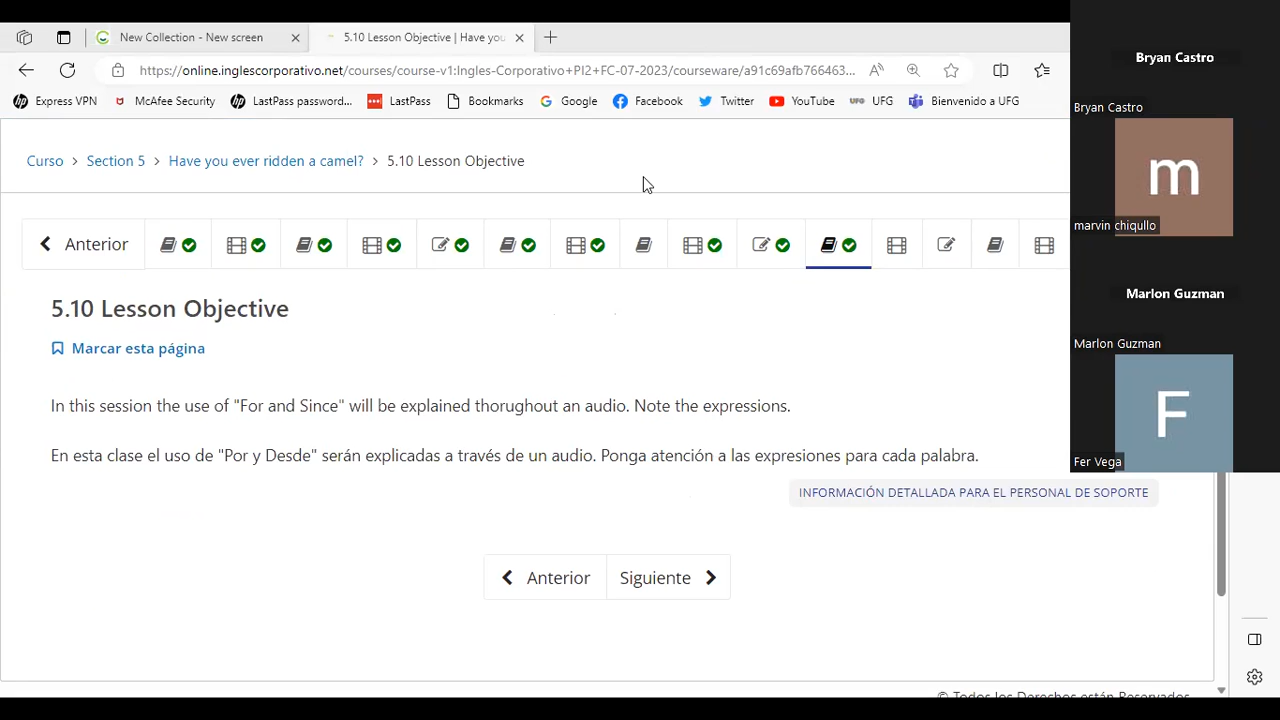 New Collection - New screen
5.10 Lesson Objective | Have you
https://online.inglescorporativo.net/courses/course-v1:Ingles-Corporativo+PI2+FC-07-2023/courseware/a91c69afb766463...
Express VPN
McAfee Security
LastPass password...
LastPass
Bookmarks
Google
Facebook
Twitter
YouTube
UFG
Bienvenido a UFG
Curso > Section 5 > Have you ever ridden a camel? > 5.10 Lesson Objective
Anterior
5.10 Lesson Objective
Marcar esta página
In this session the use of "For and Since" will be explained thorughout an audio. Note the expressions.
En esta clase el uso de "Por y Desde" serán explicadas a través de un audio. Ponga atención a las expresiones para cada palabra.
INFORMACIÓN DETALLADA PARA EL PERSONAL DE SOPORTE
Anterior
Siguiente
© Todos los Derechos están Reservados
Bryan Castro
Bryan Castro
m
marvin chiqullo
Marlon Guzman
Marlon Guzman
F
Fer Vega